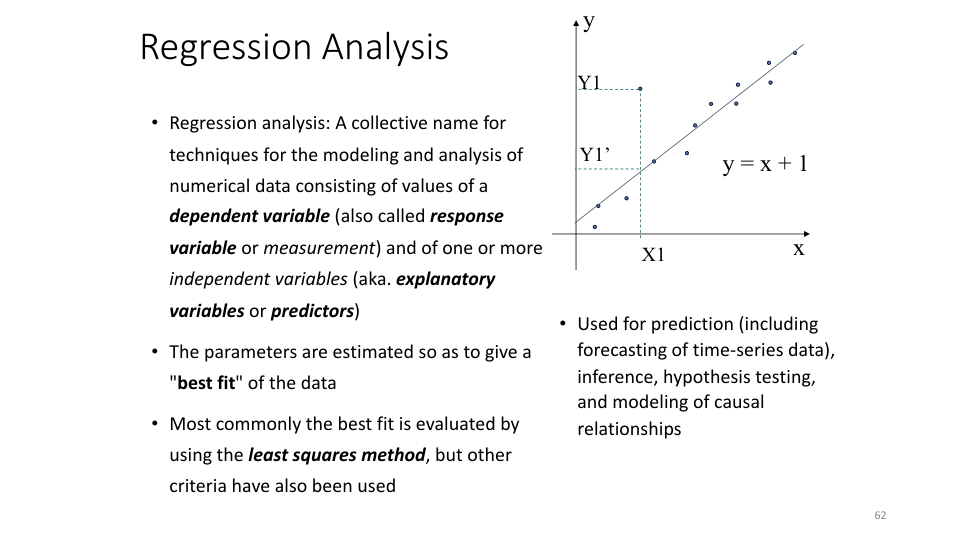 Regression Analysis
• Regression analysis: A collective name for
techniques for the modeling and analysis of
numerical data consisting of values of a
dependent variable (also called response
variable or measurement) and of one or more
independent variables (aka. explanatory
variables or predictors)
• The parameters are estimated so as to give a
"best fit" of the data
• Most commonly the best fit is evaluated by
using the least squares method, but other
criteria have also been used
y
Y1
Y1’
y = x + 1
X1
x
• Used for prediction (including
forecasting of time-series data),
inference, hypothesis testing,
and modeling of causal
relationships
62